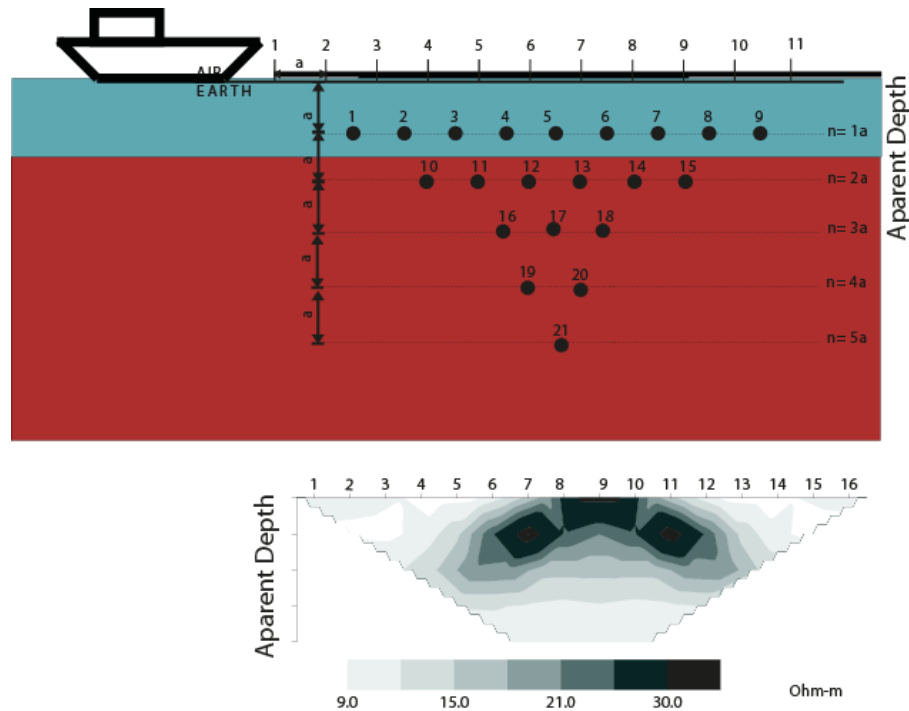 1 2 3 4 5 6 7 8 9 10 11
a
AIR
EARTH
a
1 2 3 4 5 6 7 8 9
n= 1a
a
10 11 12 13 14 15
n= 2a
a
16 17 18
n= 3a
a
19 20
n= 4a
a
21
n= 5a
Aparent Depth
1 2 3 4 5 6 7 8 9 10 11 12 13 14 15 16
Aparent Depth
9.0 15.0 21.0 30.0
Ohm-m